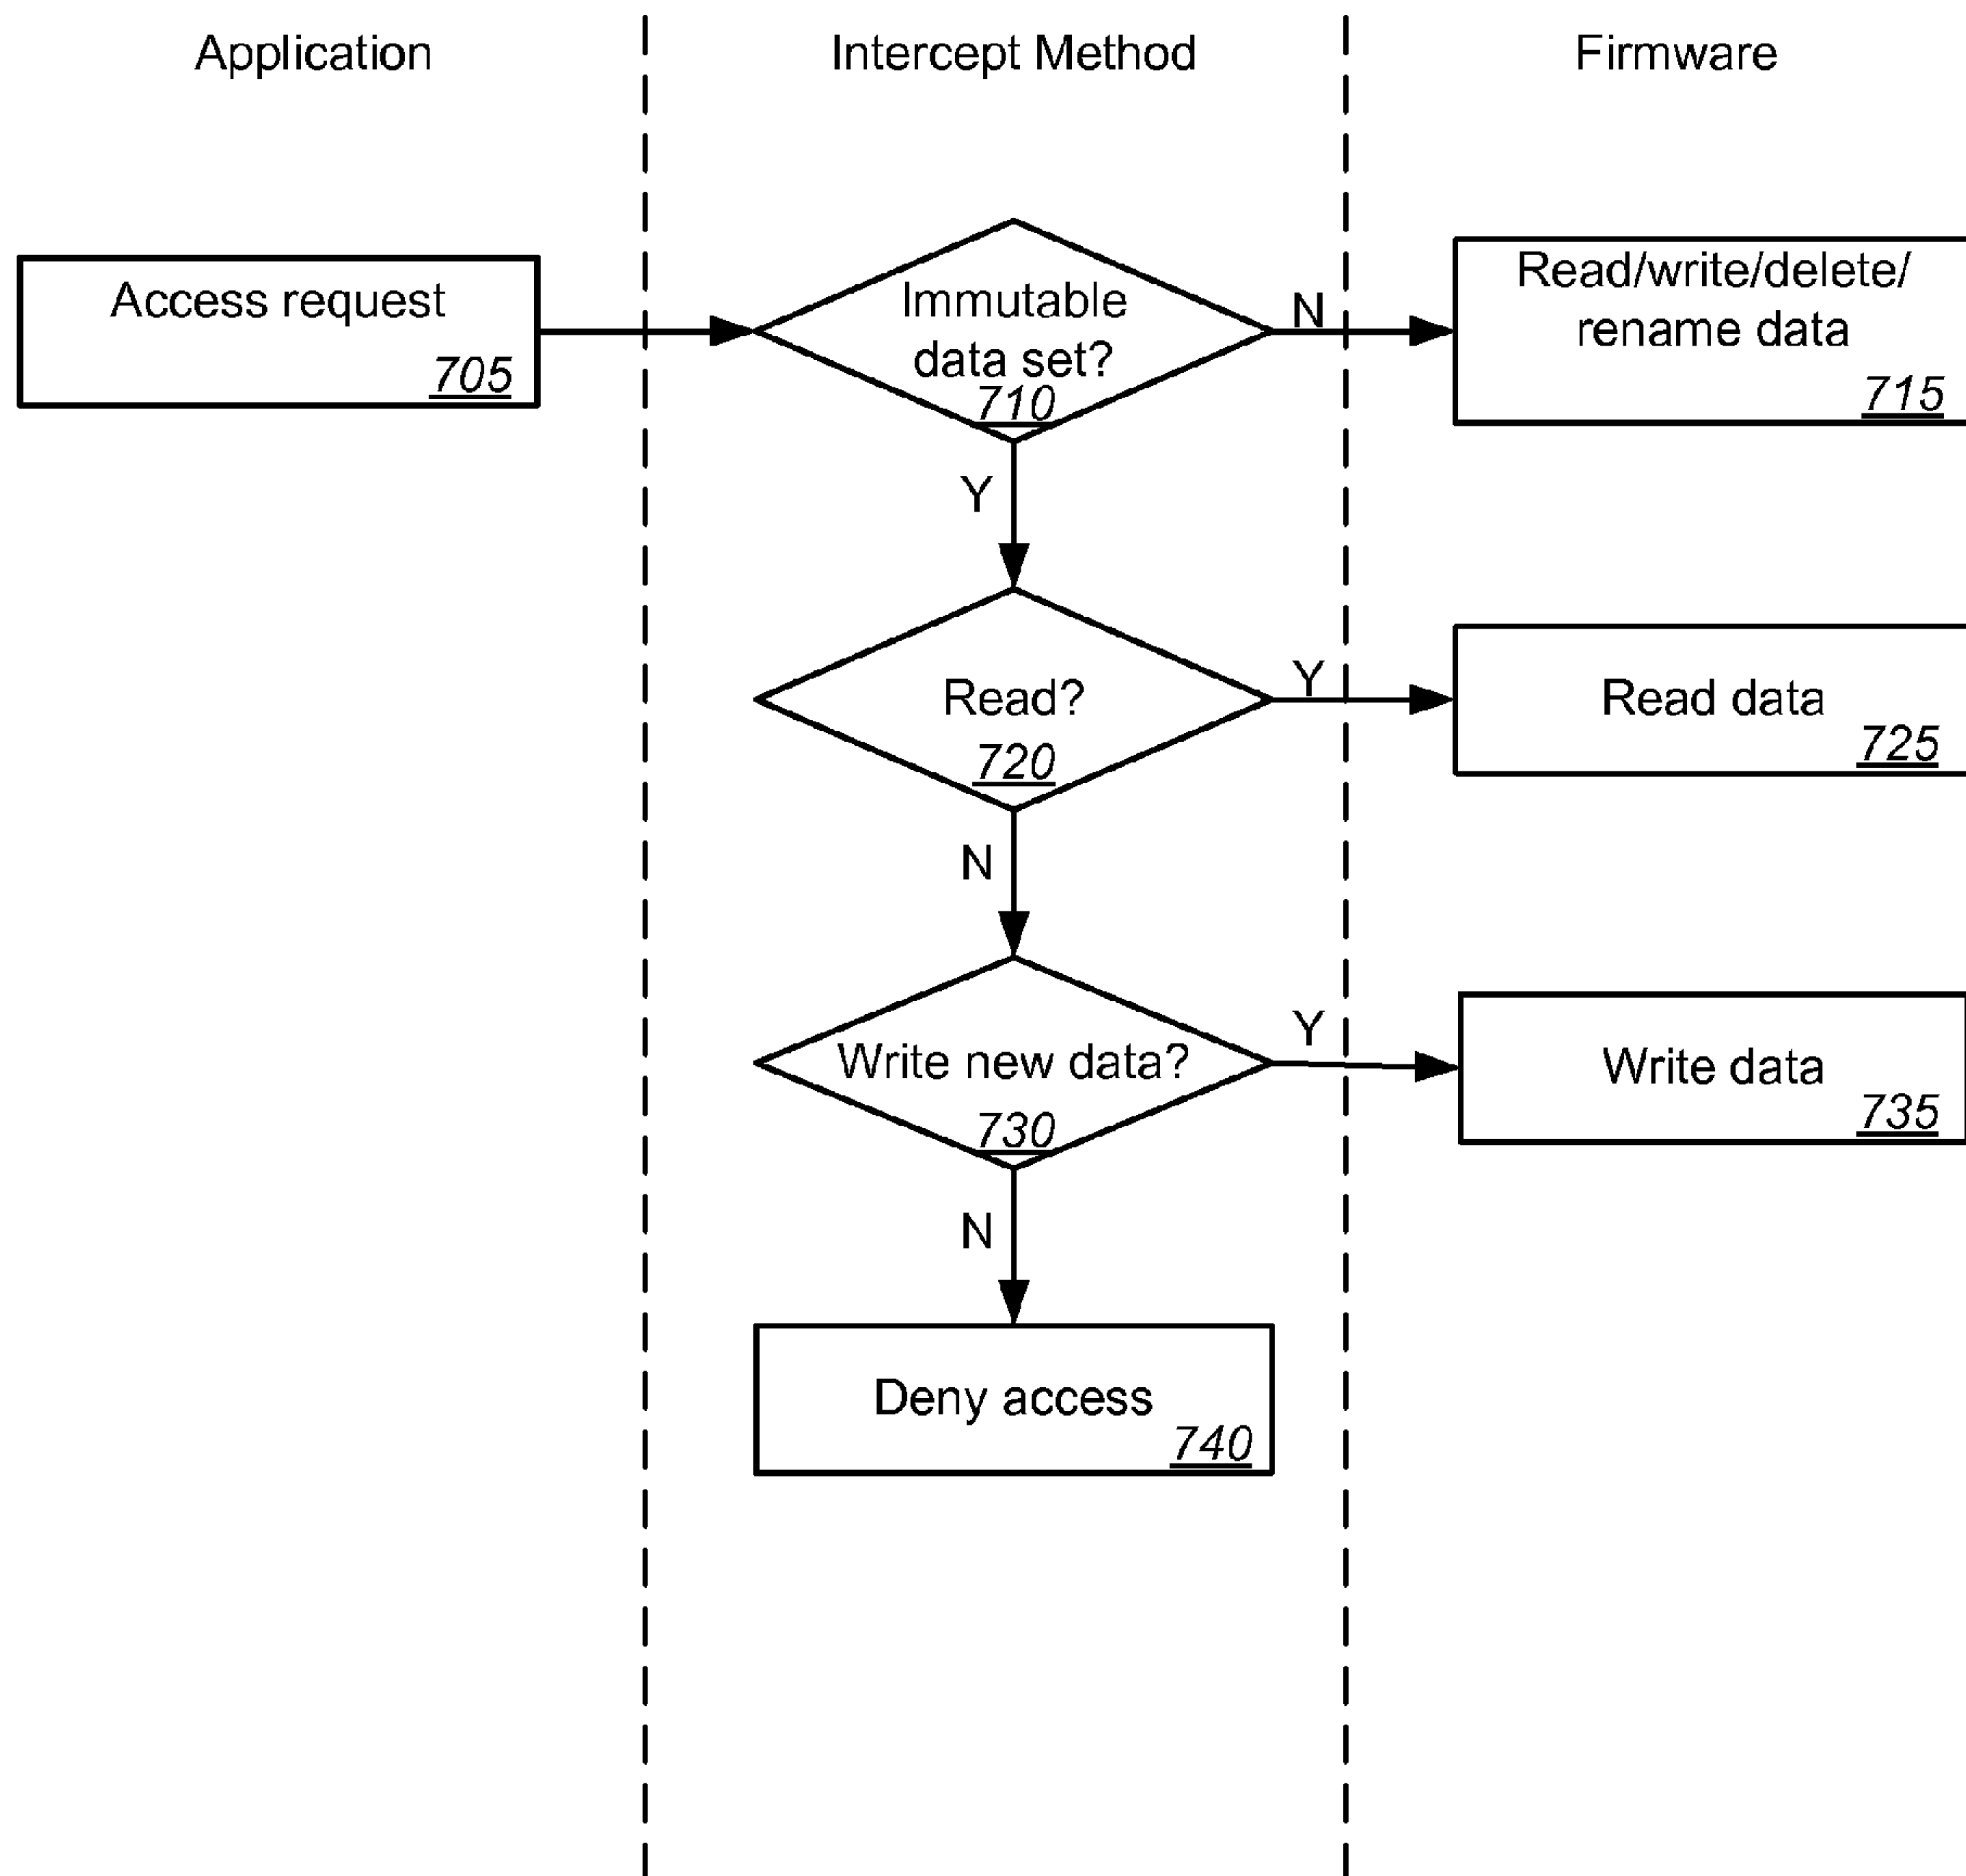 Application
Intercept Method
Firmware
Access request
705
Immutable
data set?
710
N
Read/write/delete/
rename data
715
Y
Read?
720
Y
Read data
725
N
Write new data?
730
Y
Write data
735
N
Deny access
740